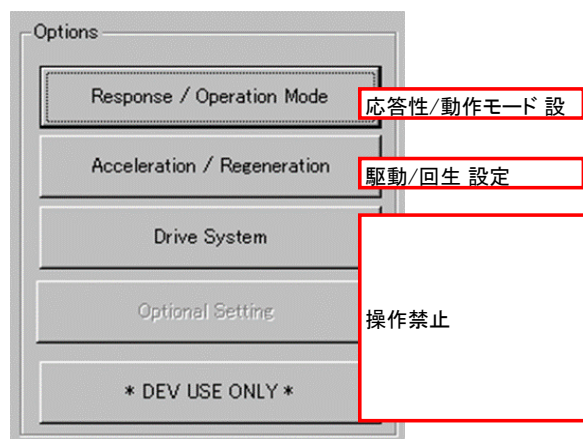 Options
Response / Operation Mode
応答性/動作モード 設
Acceleration / Regeneration
駆動/回生 設定
Drive System
Optional Setting
操作禁止
* DEV USE ONLY *